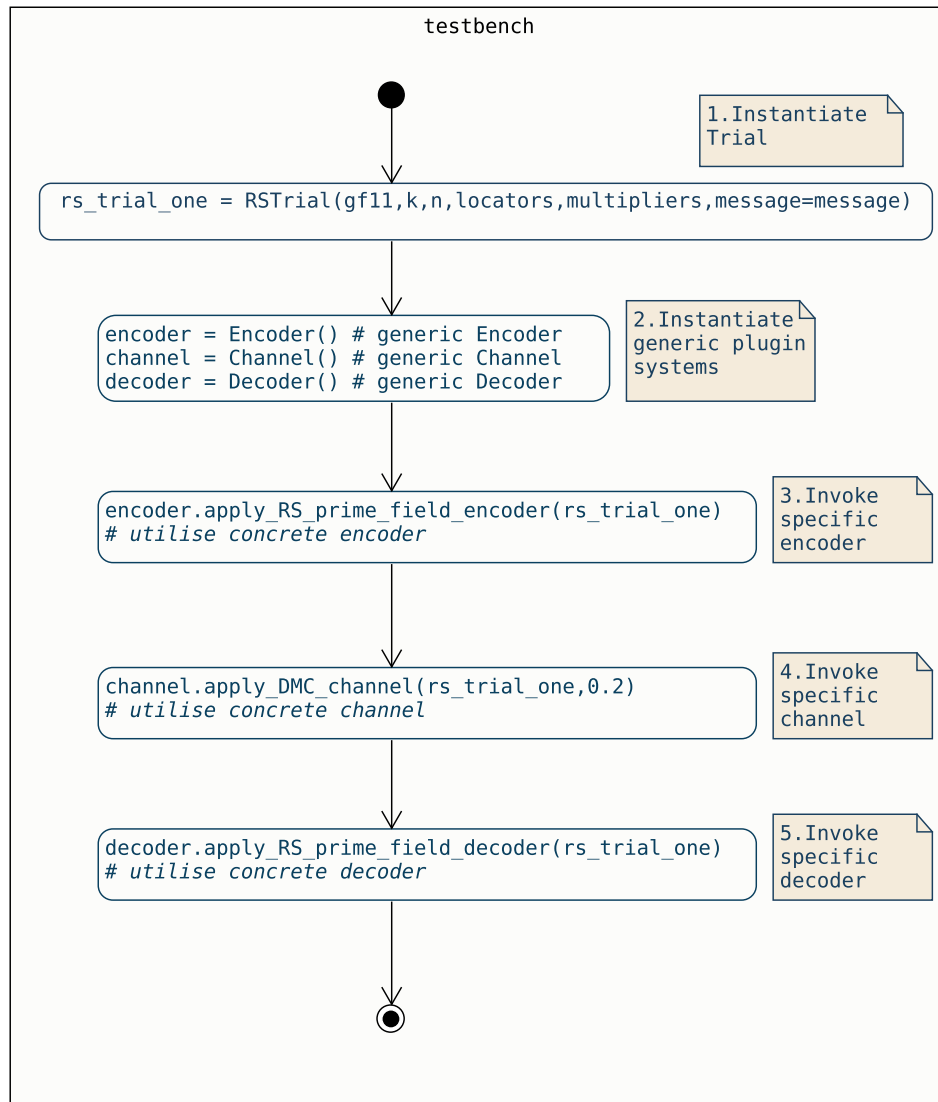 testbench
1.Instantiate
Trial
rs_trial_one = RSTrial(gf11,k,n,locators,multipliers,message=message)
encoder = Encoder() # generic Encoder
channel = Channel() # generic Channel
decoder = Decoder() # generic Decoder
2.Instantiate
generic plugin
systems
encoder.apply_RS_prime_field_encoder(rs_trial_one)
# utilise concrete encoder
3.Invoke
specific
encoder
channel.apply_DMC_channel(rs_trial_one,0.2)
# utilise concrete channel
4.Invoke
specific
channel
decoder.apply_RS_prime_field_decoder(rs_trial_one)
# utilise concrete decoder
5.Invoke
specific
decoder